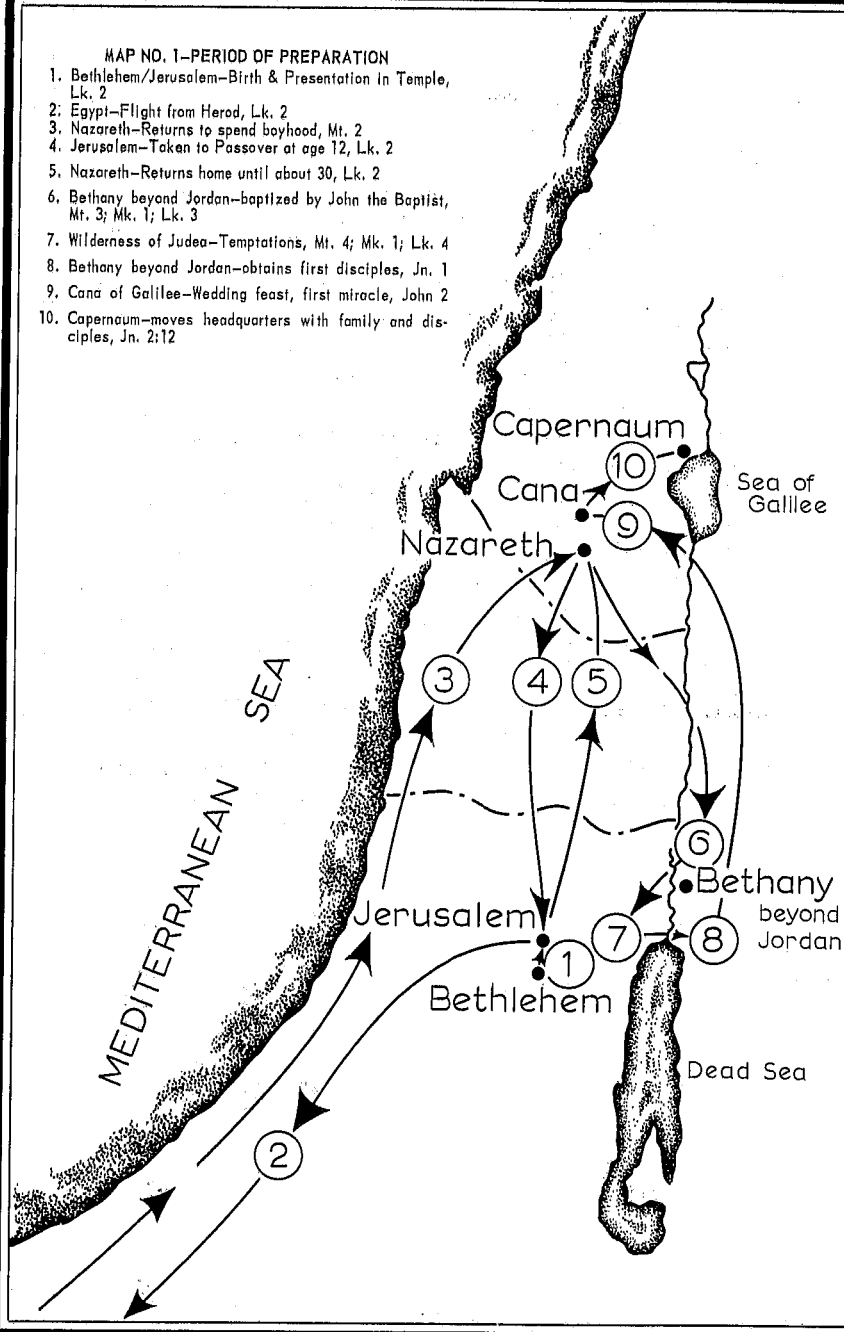 MAP NO. 1-PERIOD OF PREPARATION
1. Bethlehem/Jerusalem-Birth & Presentation in Temple,
Lk. 2
2. Egypt-Flight from Herod, Lk. 2
3. Nazareth-Returns to spend boyhood, Mt. 2
4. Jerusalem-Taken to Passover at age 12, Lk. 2
5. Nazareth-Returns home until about 30, Lk. 2
6. Bethany beyond Jordan-baptized by John the Baptist,
Mt. 3; Mk. 1; Lk. 3
7. Wilderness of Judea-Temptations, Mt. 4; Mk. 1; Lk. 4
8. Bethany beyond Jordan-obtains first disciples, Jn. 1
9. Cana of Galilee-Wedding feast, first miracle, John 2
10. Capernaum-moves headquarters with family and dis-
ciples, Jn. 2:12
Capernaum
10
Cana
Sea of
Galilee
9
Nazareth
3
4
5
MEDITERRANEAN SEA
6
Bethany
beyond
Jordan
Jerusalem
7
8
1
Bethlehem
Dead Sea
2